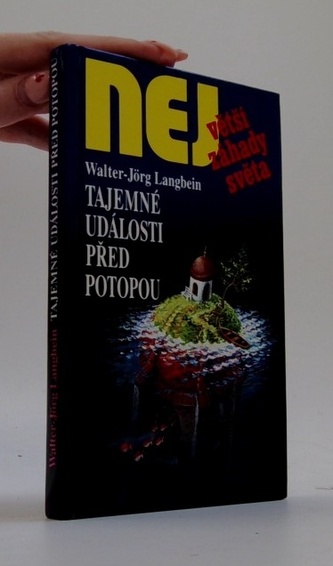 NEJ
větší
záhady
světa
Walter-Jörg Langbein
TAJEMNÉ
UDÁLOSTI
PŘED
POTOPOU
Walter-Jörg Langbein TAJEMNÉ UDÁLOSTI PŘED POTOPOU